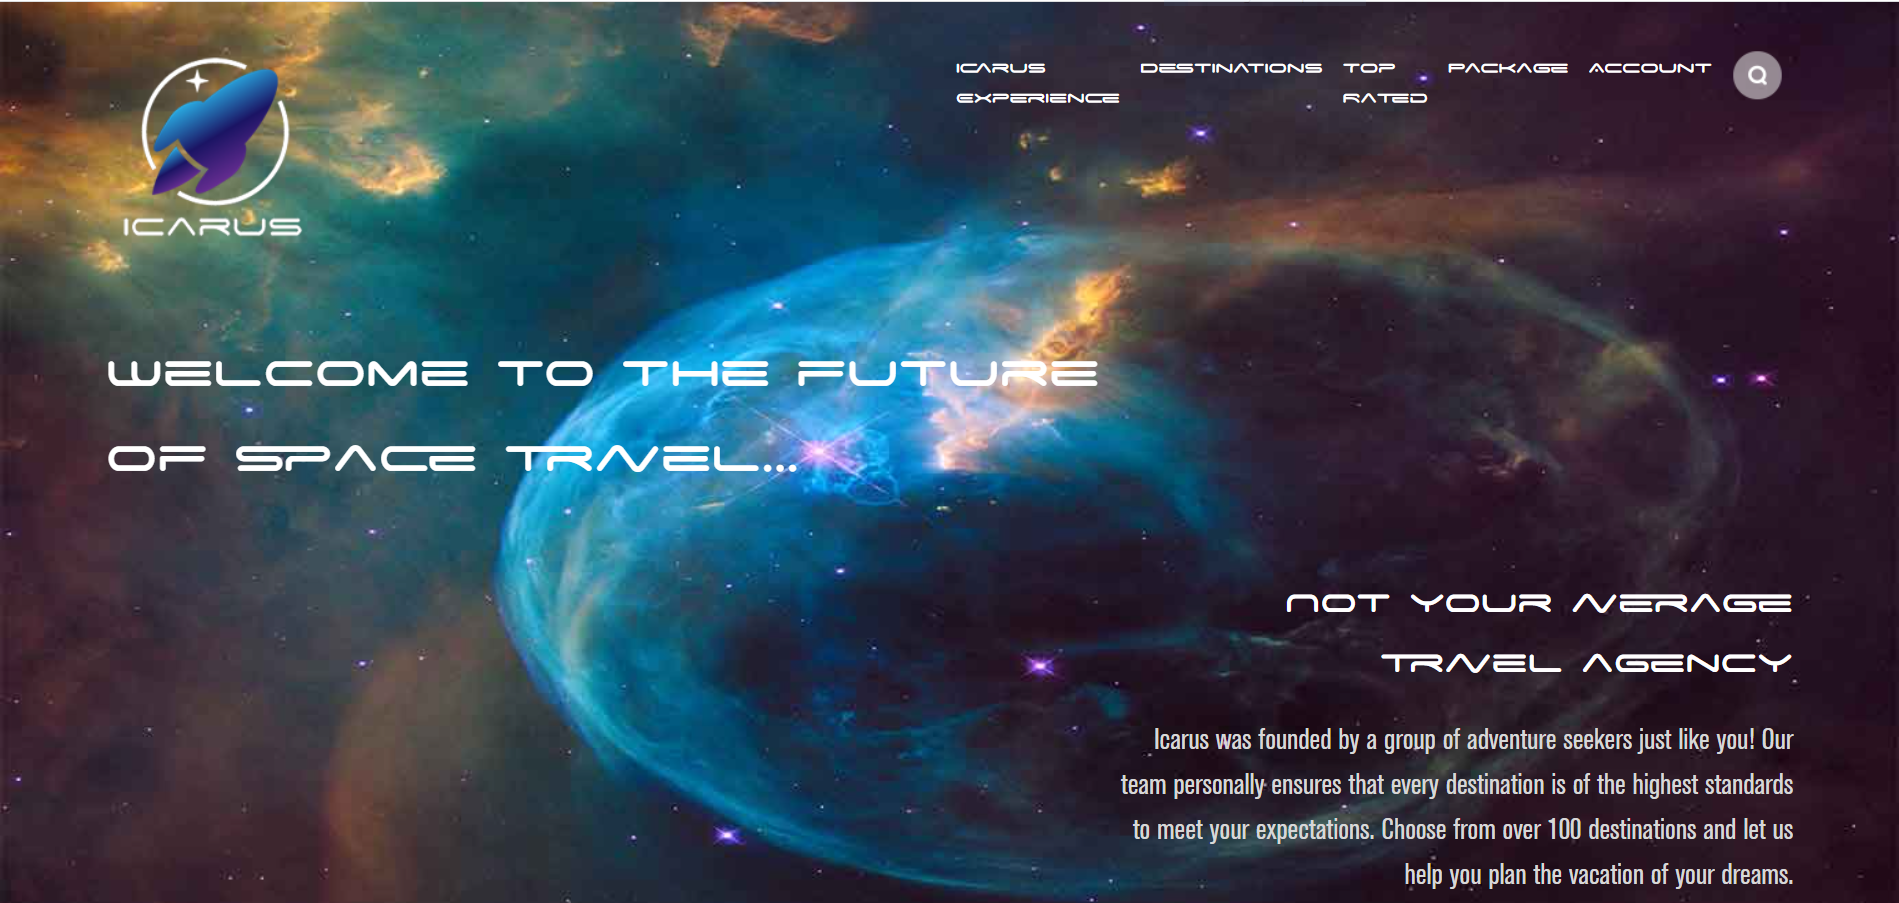 ICARUS
ICARUS EXPERIENCE
DESTINATIONS
TOP RATED
PACKAGE
ACCOUNT
WELCOME TO THE FUTURE
OF SPACE TRAVEL...
NOT YOUR AVERAGE
TRAVEL AGENCY
Icarus was founded by a group of adventure seekers just like you! Our
team personally ensures that every destination is of the highest standards
to meet your expectations. Choose from over 100 destinations and let us
help you plan the vacation of your dreams.